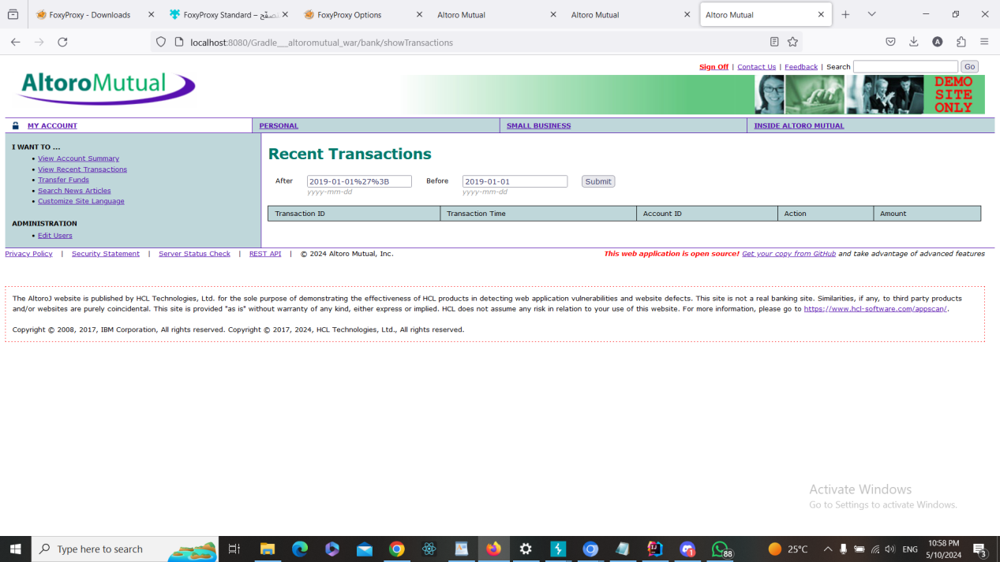 FoxyProxy - Downloads
FoxyProxy Standard – تصفّح
FoxyProxy Options
Altoro Mutual
Altoro Mutual
Altoro Mutual
localhost:8080/Gradle___altoromutual_war/bank/showTransactions
Sign Off | Contact Us | Feedback | Search Go
AltoroMutual
DEMO
SITE
ONLY
MY ACCOUNT PERSONAL SMALL BUSINESS INSIDE ALTORO MUTUAL
I WANT TO ...
• View Account Summary
• View Recent Transactions
• Transfer Funds
• Search News Articles
• Customize Site Language
ADMINISTRATION
• Edit Users
Recent Transactions
After 2019-01-01%27%3B Before 2019-01-01 Submit
yyyy-mm-dd yyyy-mm-dd
Transaction ID Transaction Time Account ID Action Amount
Privacy Policy | Security Statement | Server Status Check | REST API | © 2024 Altoro Mutual, Inc.
This web application is open source! Get your copy from GitHub and take advantage of advanced features
The AltoroJ website is published by HCL Technologies, Ltd. for the sole purpose of demonstrating the effectiveness of HCL products in detecting web application vulnerabilities and website defects. This site is not a real banking site. Similarities, if any, to third party products
and/or websites are purely coincidental. This site is provided "as is" without warranty of any kind, either express or implied. HCL does not assume any risk in relation to your use of this website. For more information, please go to https://www.hcl-software.com/appscan/.
Copyright © 2008, 2017, IBM Corporation, All rights reserved. Copyright © 2017, 2024, HCL Technologies, Ltd., All rights reserved.
Activate Windows
Go to Settings to activate Windows.
Type here to search
88
25°C
ENG
10:58 PM
5/10/2024
3